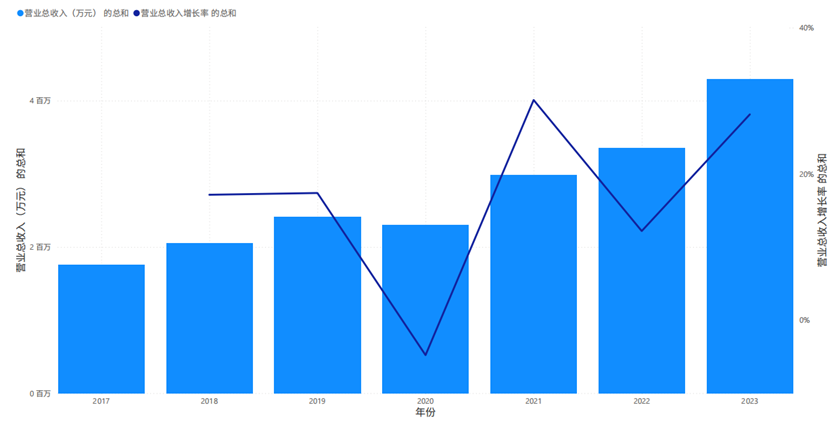 营业总收入（万元） 的总和 营业总收入增长率 的总和
40%
4 百万
20%
2 百万
0%
0 百万
营业总收入（万元） 的总和
营业总收入增长率 的总和
2017 2018 2019 2020 2021 2022 2023
年份